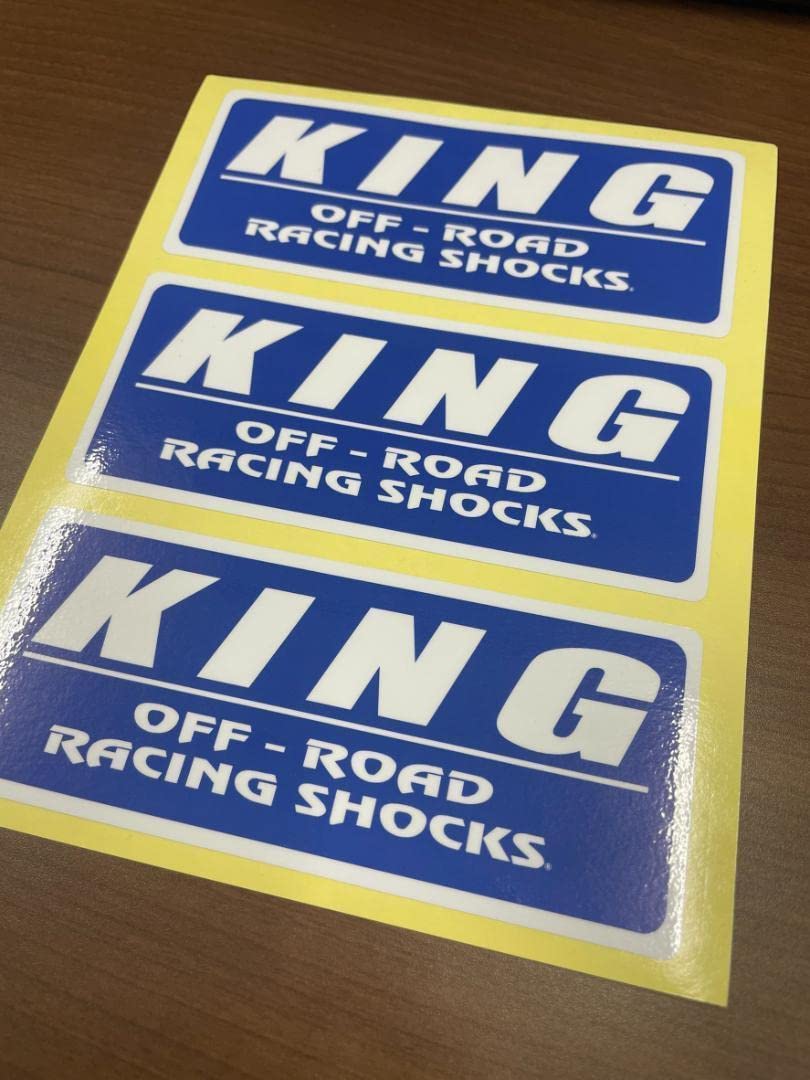 KING
OFF - ROAD
RACING SHOCKS
KING
OFF - ROAD
RACING SHOCKS®
KING
OFF - ROAD
RACING SHOCKS®